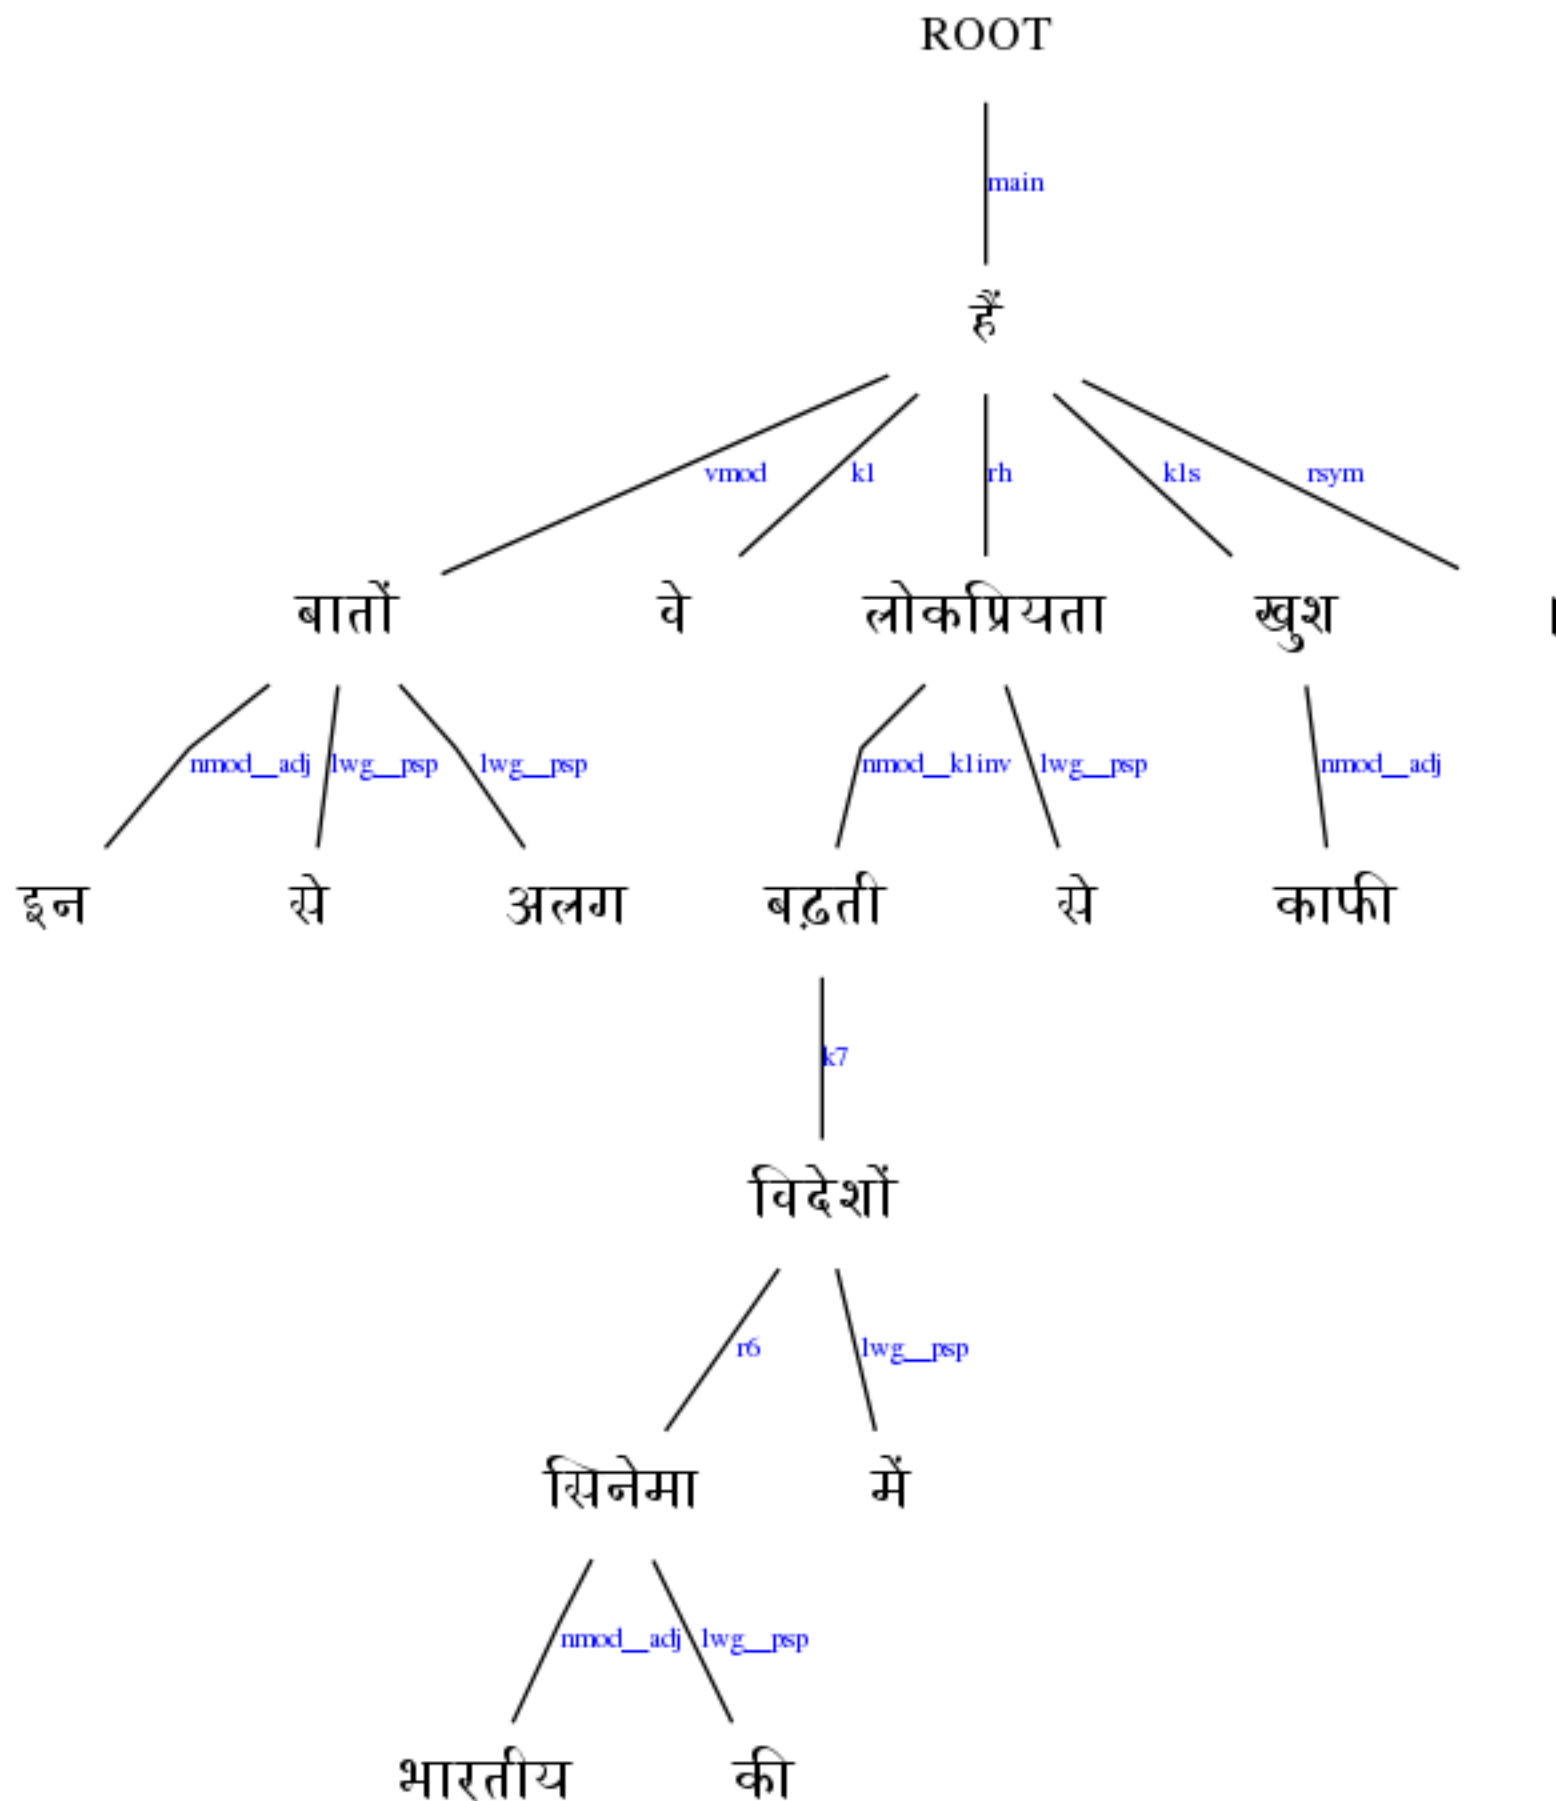 ROOT
main
हैं
vmod k1 rh k1s rsym
बातों वे लोकप्रियता खुश ।
nmod__adj lwg__psp lwg__psp nmod__k1inv lwg__psp nmod__adj
इन से अलग बढ़ती से काफी
k7
विदेशों
r6 lwg__psp
सिनेमा में
nmod__adj lwg__psp
भारतीय की